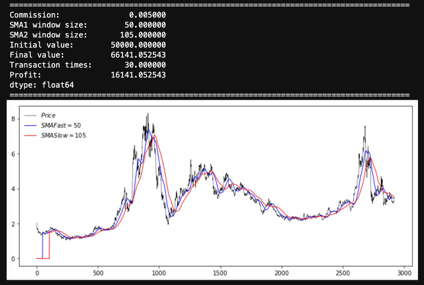 ================================================================================
Commission: 0.005000
SMA1 window size: 50.000000
SMA2 window size: 105.000000
Initial value: 50000.000000
Final value: 66141.052543
Transaction times: 30.000000
Profit: 16141.052543
dtype: float64
================================================================================
Price
SMAFast = 50
SMASlow = 105
8
6
4
2
0
0 500 1000 1500 2000 2500 3000